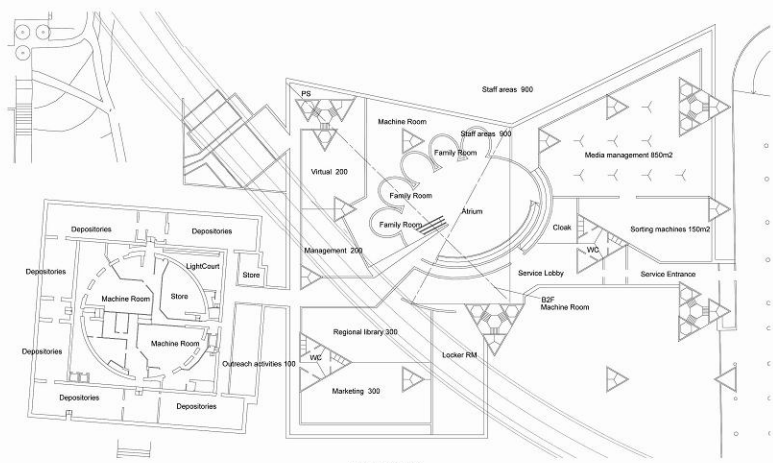 Staff areas 900
PS
Machine Room
Staff areas 900
Family Room
Media management 850m2
Virtual 200
Family Room
Atrium
Family Room
Cloak
Sorting machines 150m2
WC
Management 200
Service Lobby
Service Entrance
B2F
Machine Room
Depositories
Depositories
Depositories
LightCourt
Store
Machine Room
Store
Depositories
Machine Room
Depositories
Outreach activities 100
Depositories
Depositories
Regional library 300
Locker RM
WC
Marketing 300